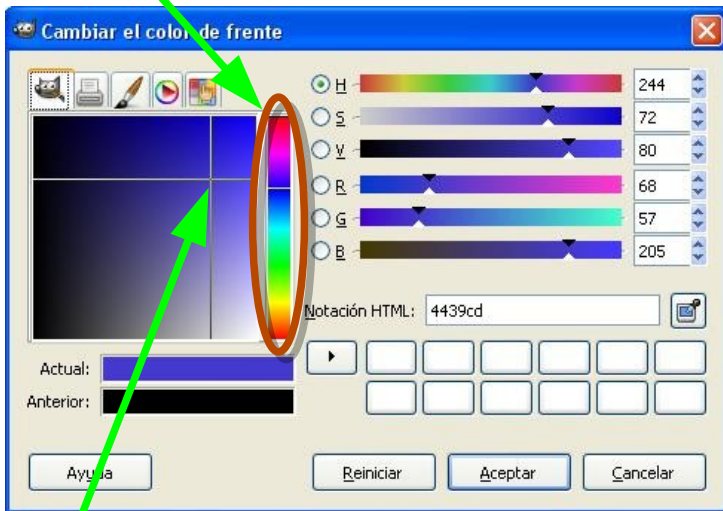 Cambiar el color de frente
H 244
S 72
V 80
R 68
G 57
B 205
Notación HTML: 4439cd
Actual:
Anterior:
Ayuda Reiniciar Aceptar Cancelar